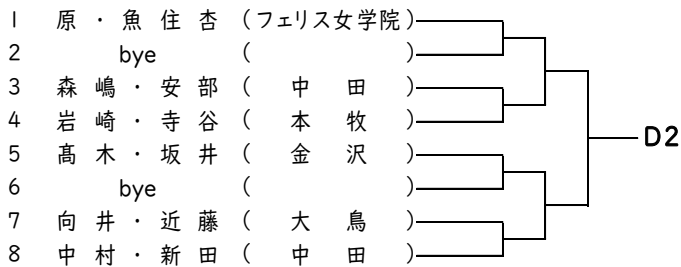 1 原・魚住杏 (フェリス女学院)
2 bye ( )
3 森嶋・安部 ( 中田 )
4 岩崎・寺谷 ( 本牧 )
5 髙木・坂井 ( 金沢 )
6 bye ( )
7 向井・近藤 ( 大鳥 )
8 中村・新田 ( 中田 )
D2